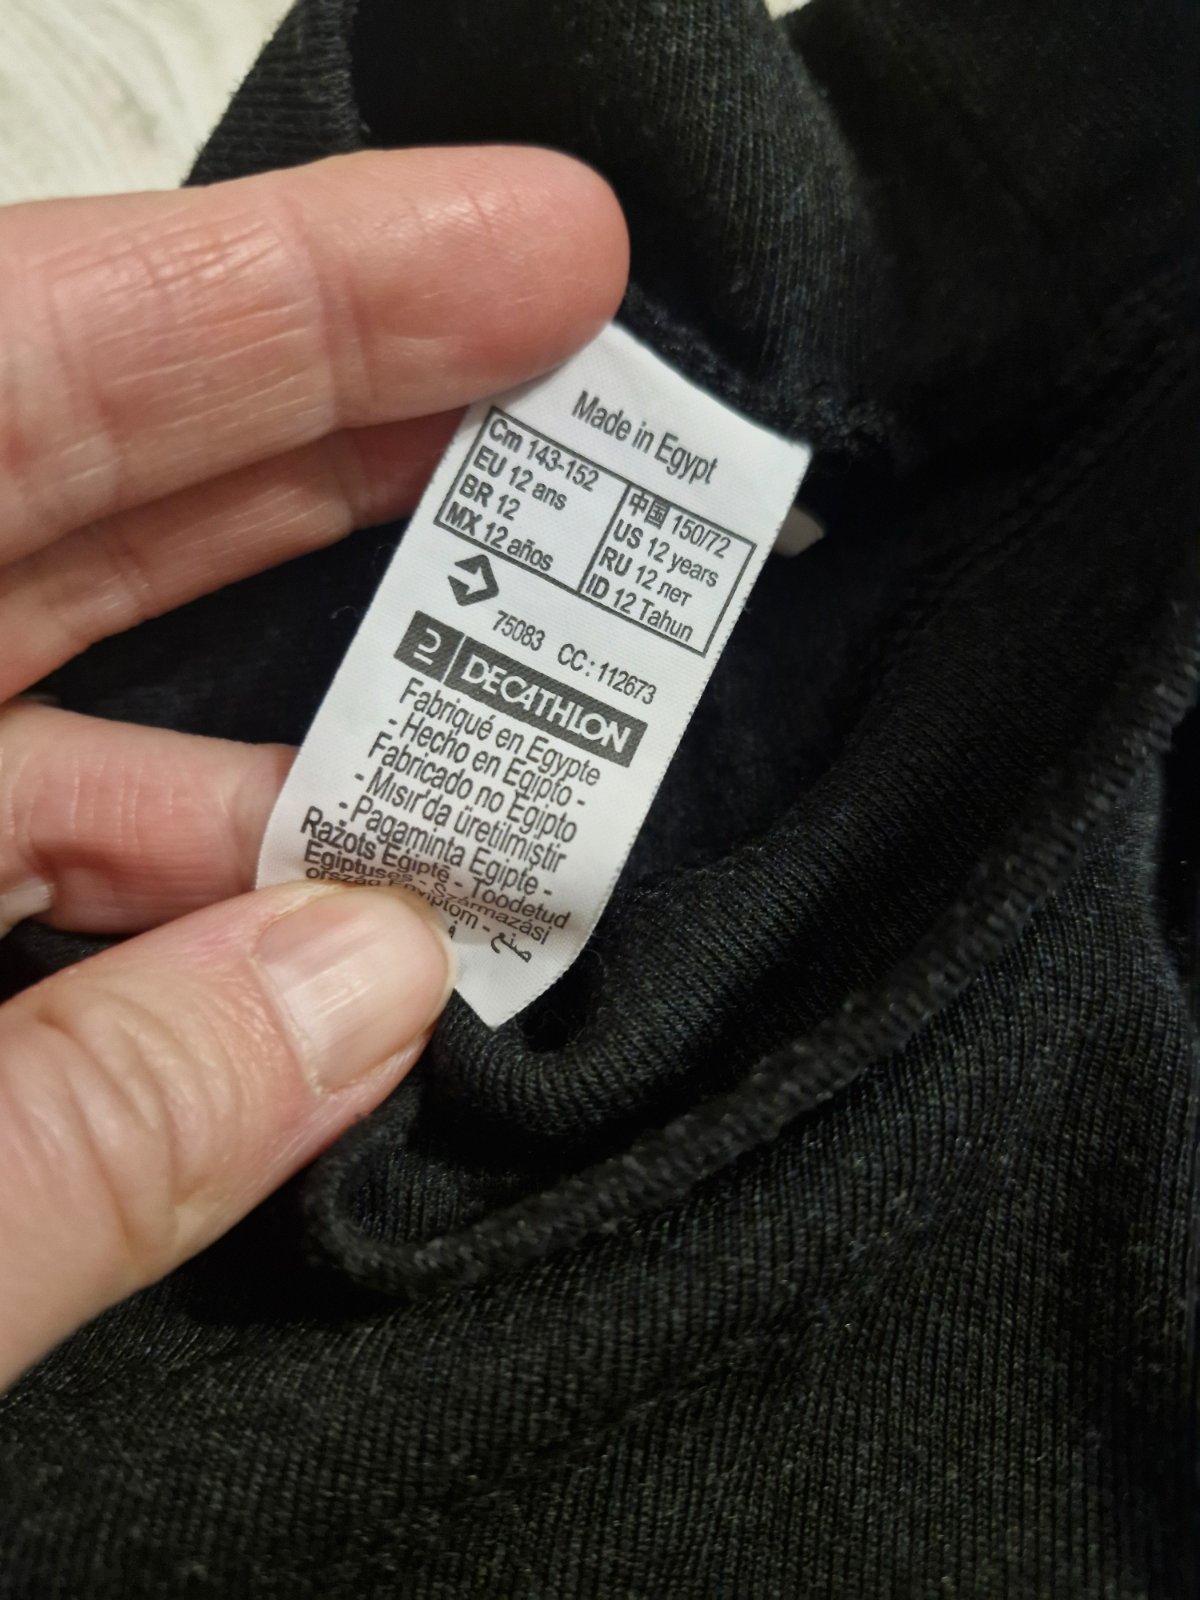 Made in Egypt
Cm 143-152
EU 12 ans
BR 12
MX 12 años
中国 150/72
US 12 years
RU 12 лет
ID 12 Tahun
75083 CC: 112673
DECATHLON
Fabriqué en Egypte
- Hecho en Egipto -
Fabricado no Egipto
- Mısır'da üretilmiştir
- Pagaminta Egipte -
Ražots Ēģiptē - Toodetud
Egiptuses - Származási
ország
صنع